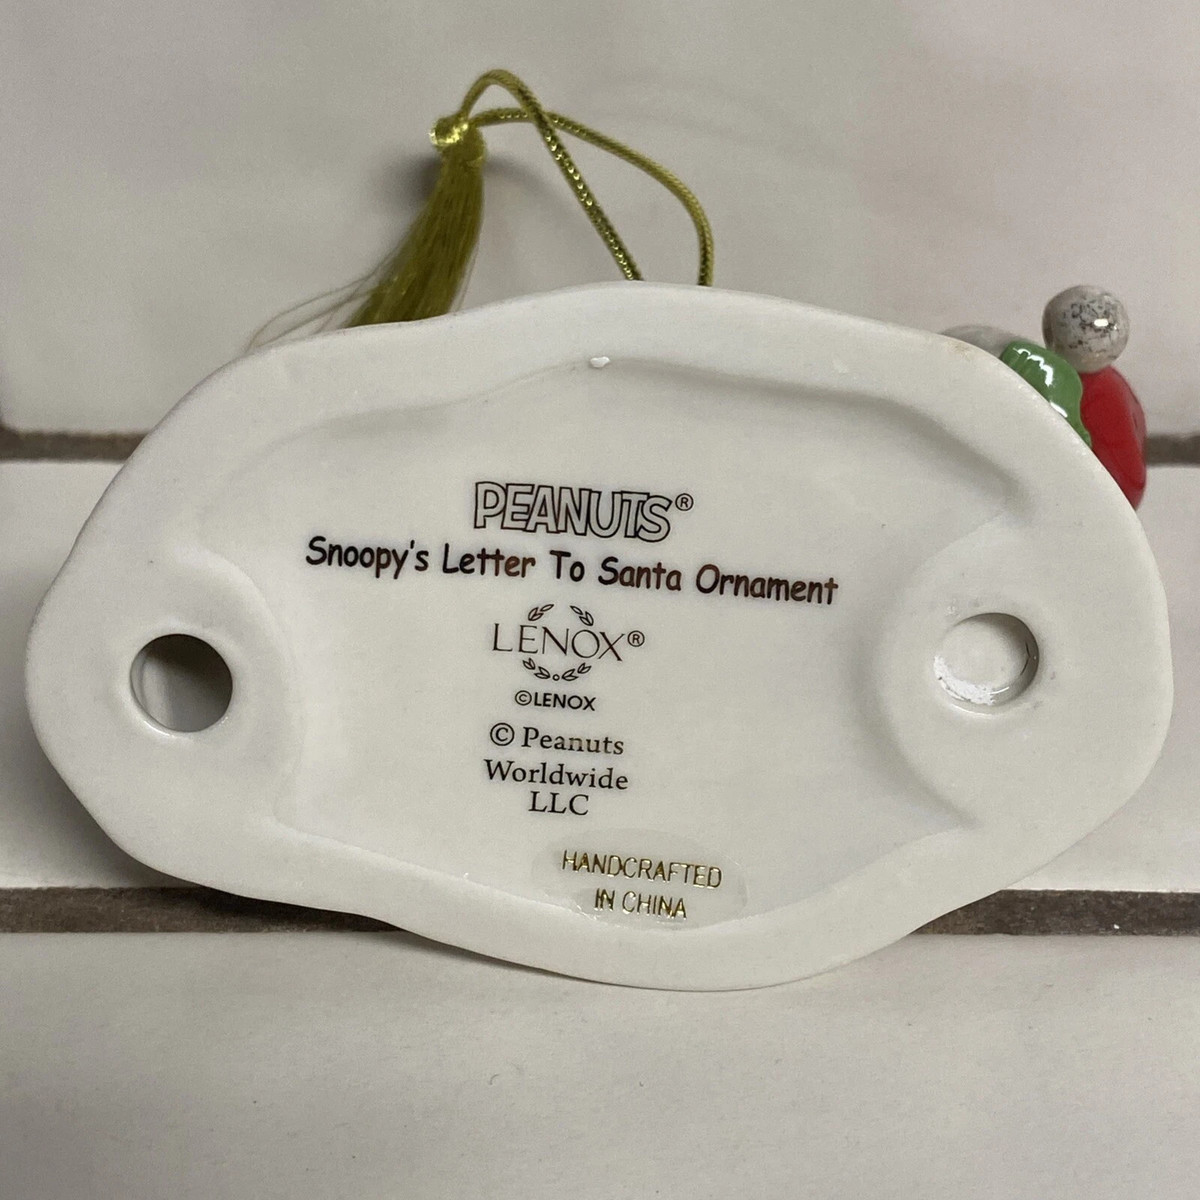 PEANUTS®
Snoopy's Letter To Santa Ornament
LENOX®
©LENOX
© Peanuts
Worldwide
LLC
HANDCRAFTED
IN CHINA